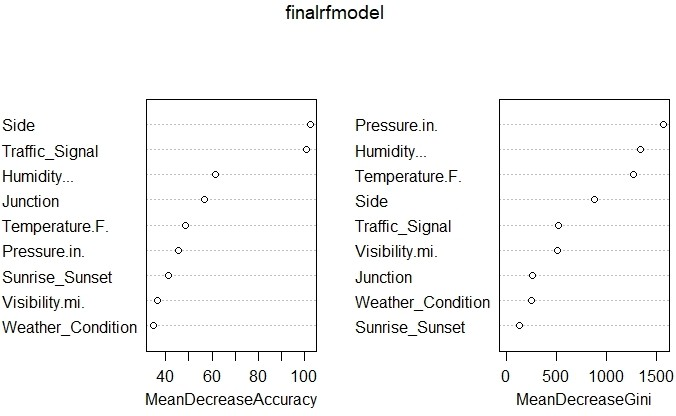 finalrfmodel
Side
Traffic_Signal
Humidity...
Junction
Temperature.F.
Pressure.in.
Sunrise_Sunset
Visibility.mi.
Weather_Condition
40 60 80 100
MeanDecreaseAccuracy
Pressure.in.
Humidity...
Temperature.F.
Side
Traffic_Signal
Visibility.mi.
Junction
Weather_Condition
Sunrise_Sunset
0 500 1000 1500
MeanDecreaseGini